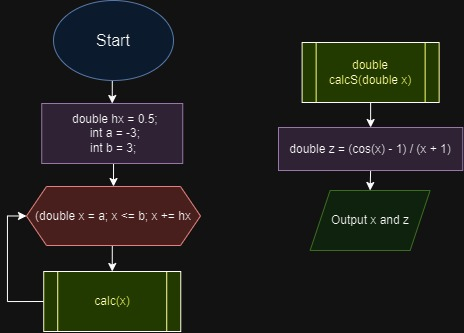 Start
double hx = 0.5;
int a = -3;
int b = 3;
(double x = a; x <= b; x += hx
calc(x)
double
calcS(double x)
double z = (cos(x) - 1) / (x + 1)
Output x and z